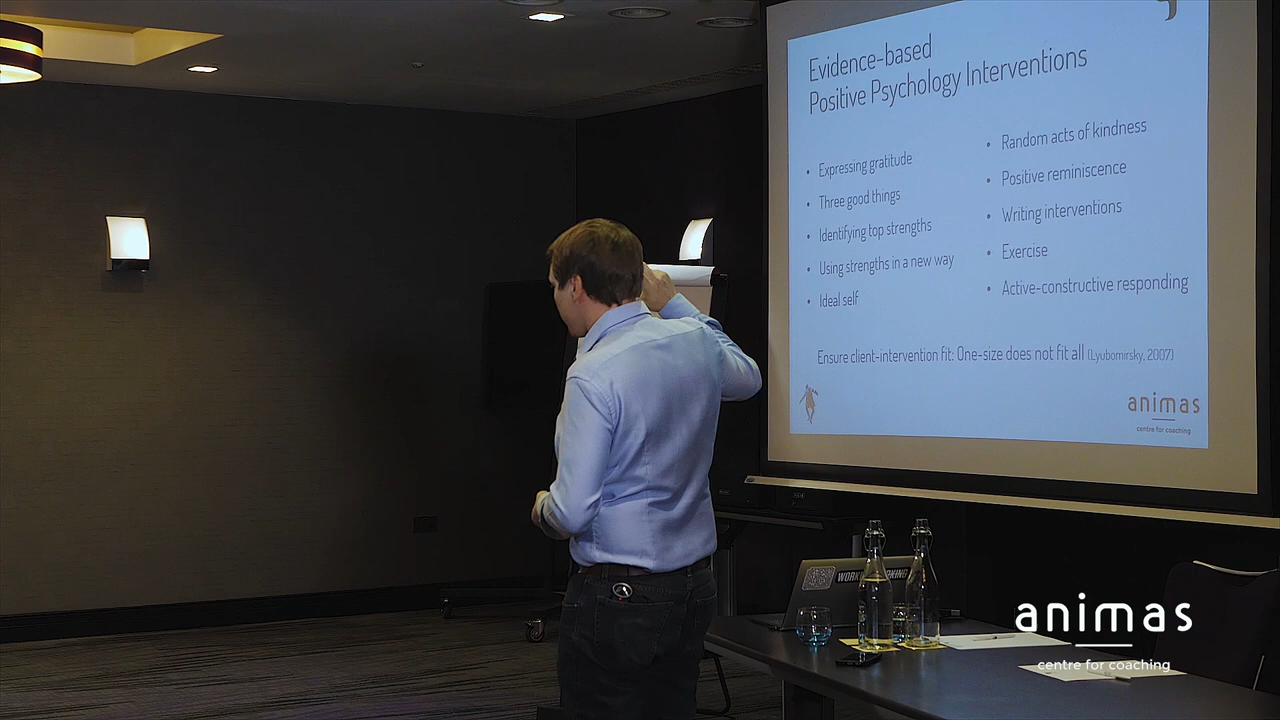 Evidence-based
Positive Psychology Interventions
• Expressing gratitude
• Three good things
• Identifying top strengths
• Using strengths in a new way
• Ideal self
• Random acts of kindness
• Positive reminiscence
• Writing interventions
• Exercise
• Active-constructive responding
Ensure client-intervention fit: One-size does not fit all (Lyubomirsky, 2007)
animas
centre for coaching
animas
centre for coaching